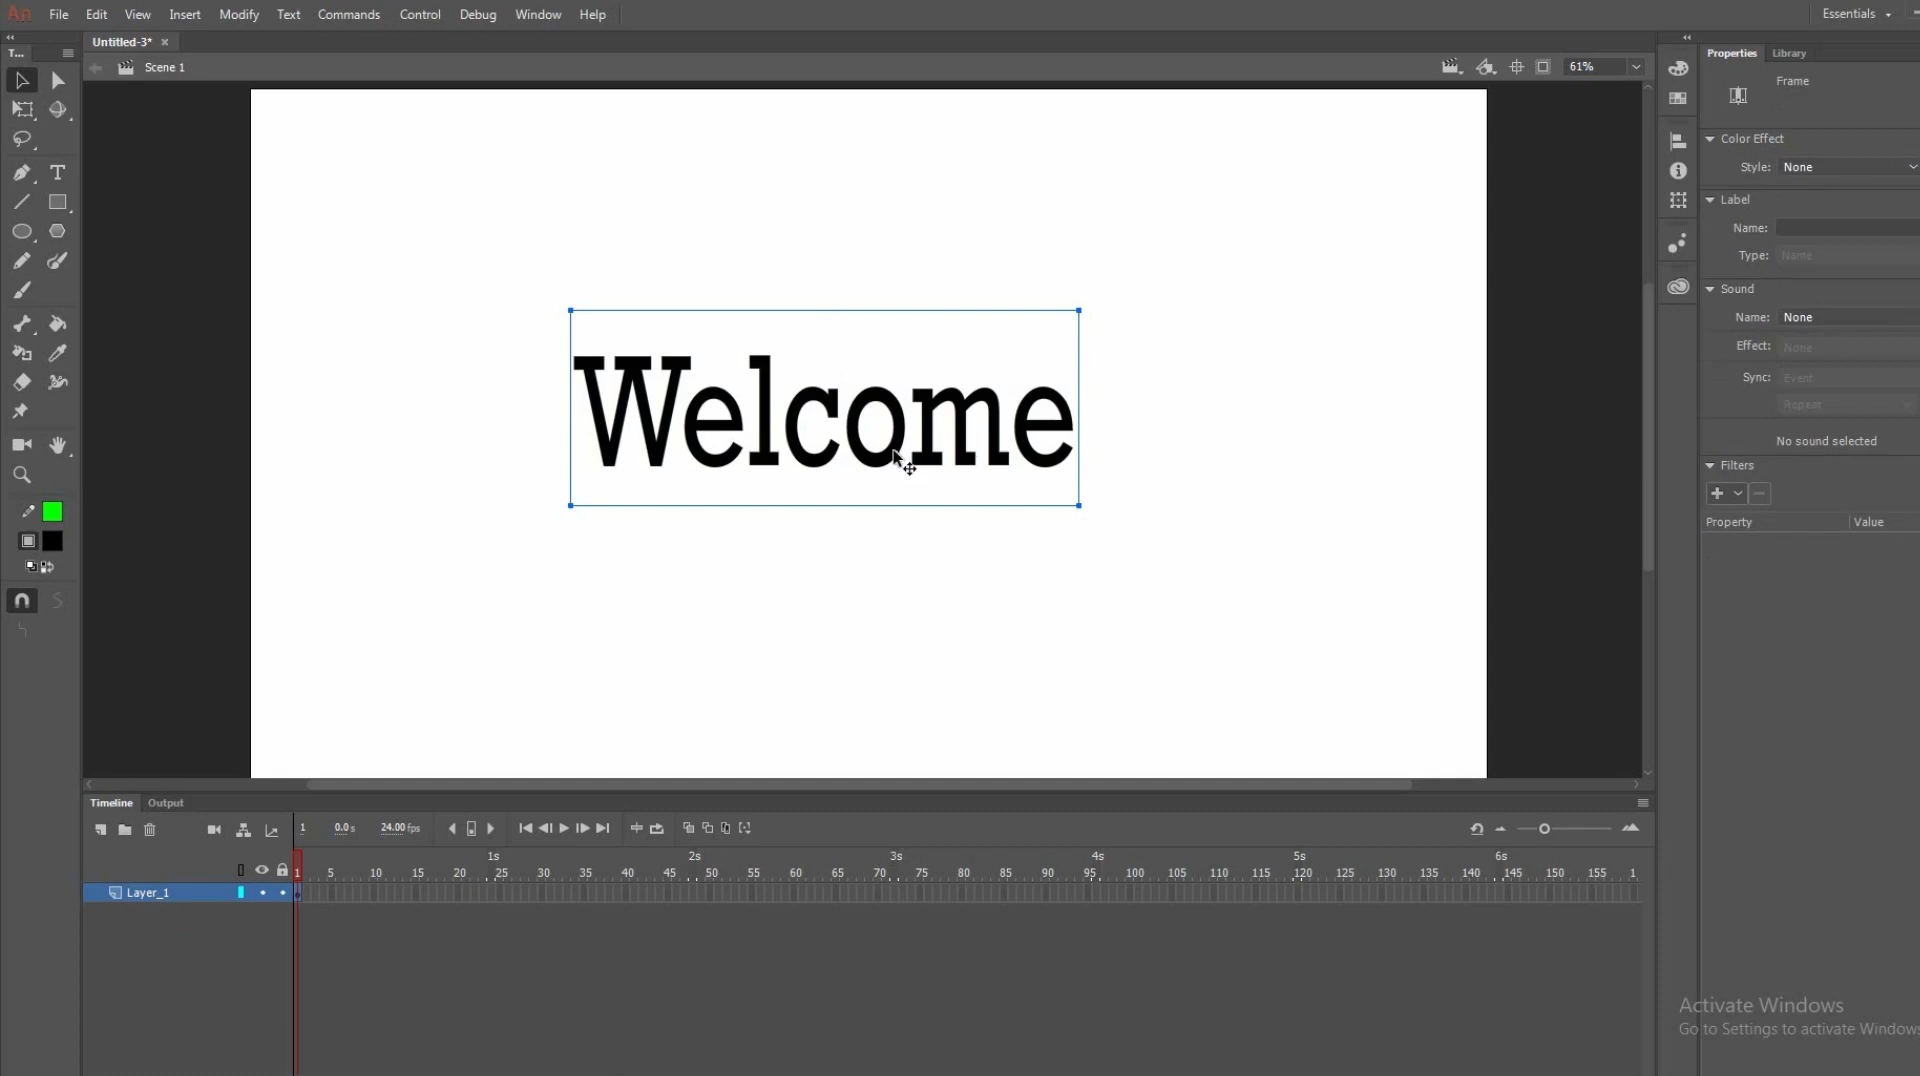 An File Edit View Insert Modify Text Commands Control Debug Window Help Essentials
Untitled-3*
T...
Properties Library
Scene 1
61%
Frame
Color Effect
Style: None
Label
Name:
Type: Name
Sound
Name: None
Effect: None
Sync: Event
Repeat
No sound selected
Filters
Property Value
Welcome
Timeline Output
1 0.0 s 24.00 fps
1s 2s 3s 4s 5s 6s
1 5 10 15 20 25 30 35 40 45 50 55 60 65 70 75 80 85 90 95 100 105 110 115 120 125 130 135 140 145 150 155 1
Layer_1
Activate Windows
Go to Settings to activate Windows